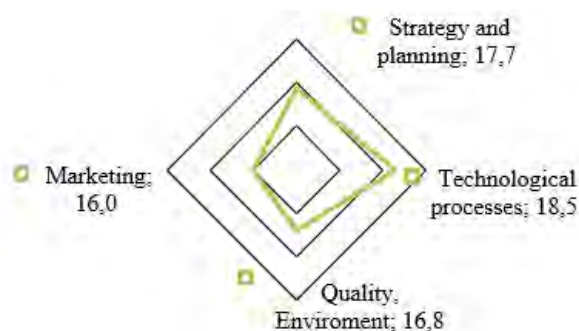 Strategy and
planning; 17,7
Marketing;
16,0
Technological
processes; 18,5
Quality,
Enviroment; 16,8